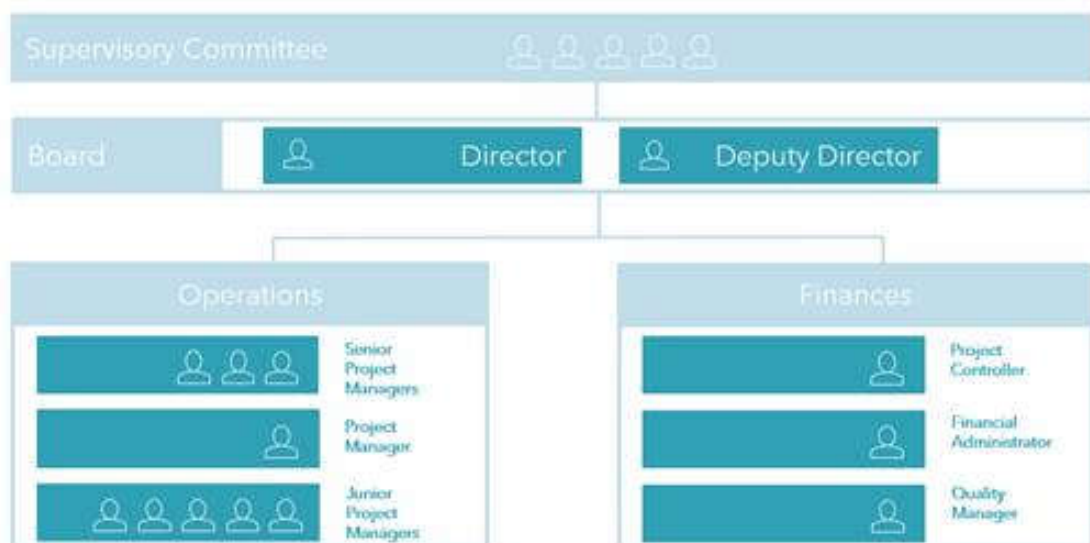 Supervisory Committee
Board
Director
Deputy Director
Operations
Senior
Project
Managers
Project
Manager
Junior
Project
Managers
Finances
Project
Controller
Financial
Administrator
Quality
Manager